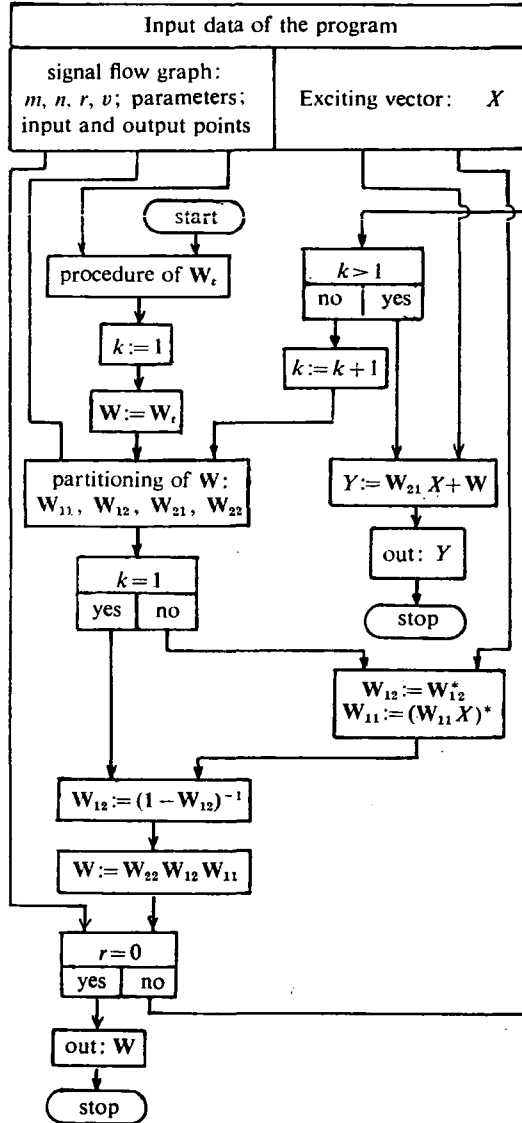 Input data of the program
signal flow graph:
m, n, r, v; parameters;
input and output points
Exciting vector: X
start
procedure of W_t
k := 1
W := W_t
k > 1
no yes
k := k + 1
partitioning of W:
W_11, W_12, W_21, W_22
Y := W_21 X + W
out: Y
stop
k = 1
yes no
W_12 := W_12^*
W_11 := (W_11 X)^*
W_12 := (1 − W_12)^−1
W := W_22 W_12 W_11
r = 0
yes no
out: W
stop